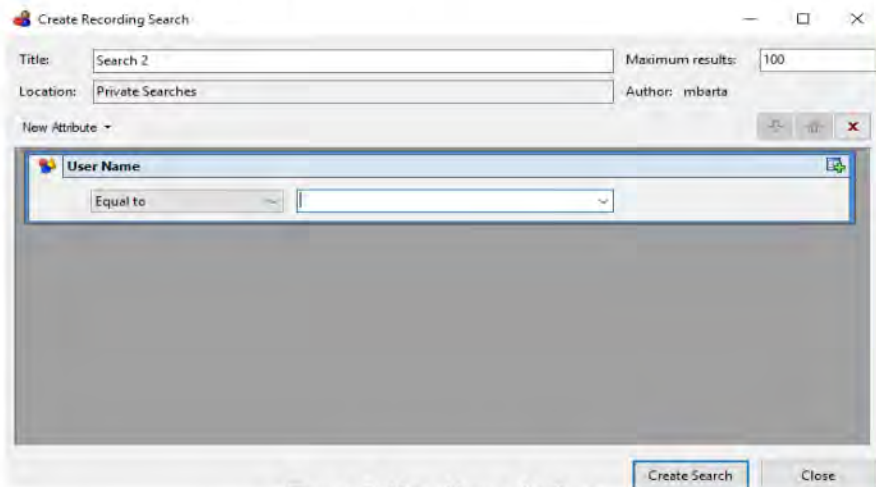 Create Recording Search
Title: Search 2 Maximum results: 100
Location: Private Searches Author: mbarta
New Attribute
User Name
Equal to
Create Search Close